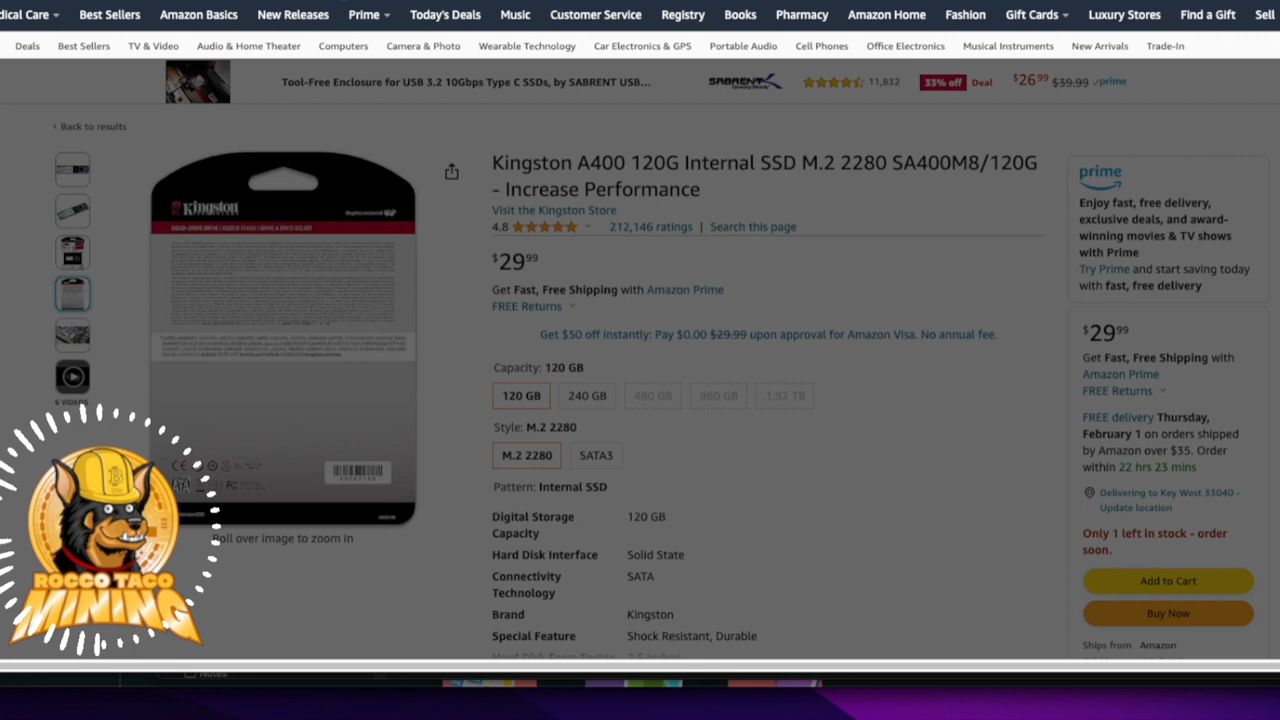 dical Care Best Sellers Amazon Basics New Releases Prime Today's Deals Music Customer Service Registry Books Pharmacy Amazon Home Fashion Gift Cards Luxury Stores Find a Gift Sell
Deals Best Sellers TV & Video Audio & Home Theater Computers Camera & Photo Wearable Technology Car Electronics & GPS Portable Audio Cell Phones Office Electronics Musical Instruments New Arrivals Trade-In
Tool-Free Enclosure for USB 3.2 10Gbps Type C SSDs, by SABRENT USB... SABRENT 11,832 33% off Deal $26.99 $39.99 prime
‹ Back to results
Kingston A400 120G Internal SSD M.2 2280 SA400M8/120G
- Increase Performance
Visit the Kingston Store
4.8 212,146 ratings | Search this page
$29.99
Get Fast, Free Shipping with Amazon Prime
FREE Returns
Get $50 off instantly: Pay $0.00 $29.99 upon approval for Amazon Visa. No annual fee.
Capacity: 120 GB
120 GB 240 GB 480 GB 960 GB 1.92 TB
Style: M.2 2280
M.2 2280 SATA3
Pattern: Internal SSD
Digital Storage Capacity 120 GB
Hard Disk Interface Solid State
Connectivity Technology SATA
Brand Kingston
Special Feature Shock Resistant, Durable
Hard Disk Form Factor 2.5 Inches
Kingston
6 VIDEOS
Roll over image to zoom in
ROCCO TACO
MINING
prime
Enjoy fast, free delivery,
exclusive deals, and award-
winning movies & TV shows
with Prime
Try Prime and start saving today
with fast, free delivery
$29.99
Get Fast, Free Shipping with
Amazon Prime
FREE Returns
FREE delivery Thursday,
February 1 on orders shipped
by Amazon over $35. Order
within 22 hrs 23 mins
Delivering to Key West 33040 -
Update location
Only 1 left in stock - order
soon.
Add to Cart
Buy Now
Ships from Amazon
Notes